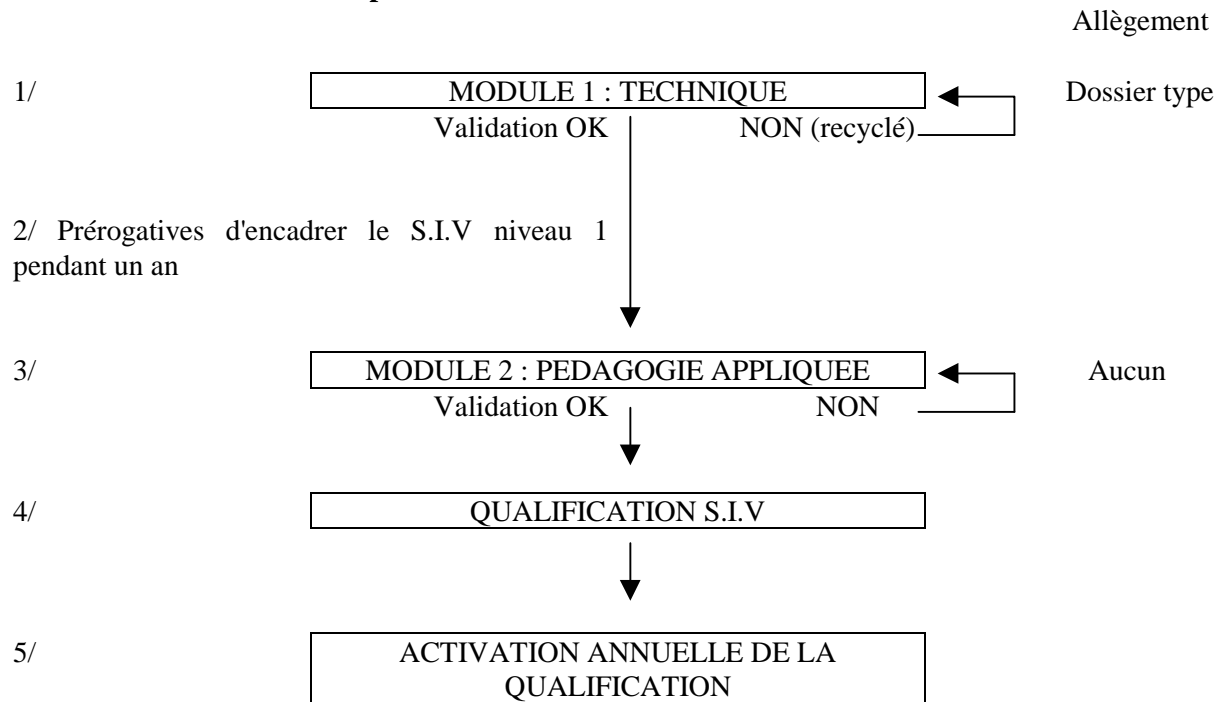 Allègement
1/ MODULE 1 : TECHNIQUE Dossier type
Validation OK NON (recyclé)
2/ Prérogatives d'encadrer le S.I.V niveau 1
pendant un an
3/ MODULE 2 : PEDAGOGIE APPLIQUEE Aucun
Validation OK NON
4/ QUALIFICATION S.I.V
5/ ACTIVATION ANNUELLE DE LA
QUALIFICATION